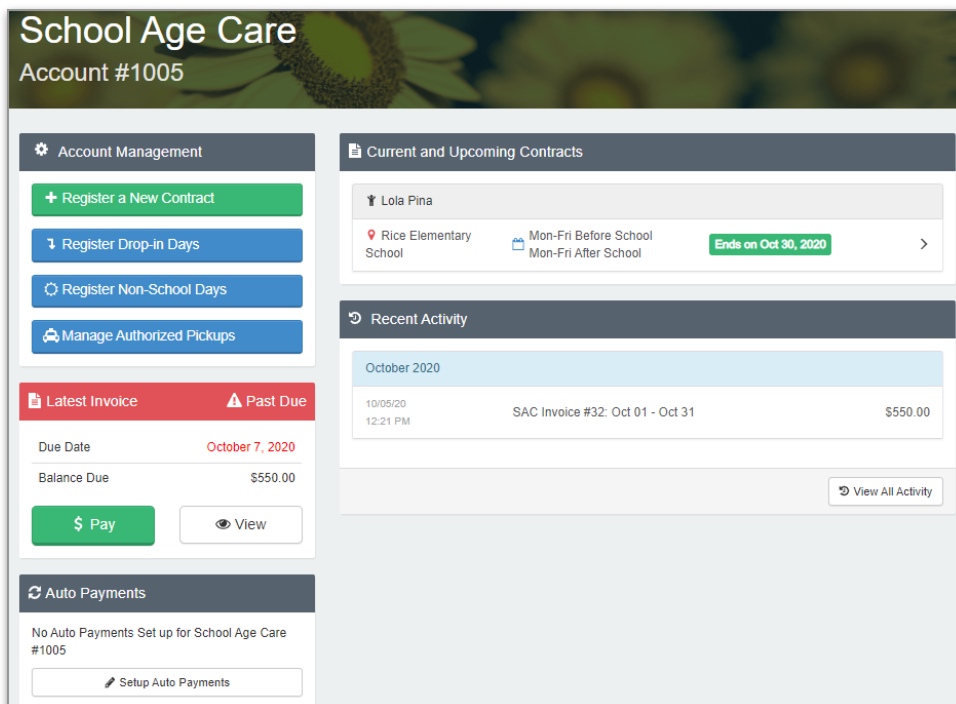 School Age Care
Account #1005
Account Management
Register a New Contract
Register Drop-in Days
Register Non-School Days
Manage Authorized Pickups
Latest Invoice Past Due
Due Date October 7, 2020
Balance Due $550.00
$ Pay View
Auto Payments
No Auto Payments Set up for School Age Care
#1005
Setup Auto Payments
Current and Upcoming Contracts
Lola Pina
Rice Elementary
School
Mon-Fri Before School
Mon-Fri After School
Ends on Oct 30, 2020
Recent Activity
October 2020
10/05/20
12:21 PM
SAC Invoice #32: Oct 01 - Oct 31
$550.00
View All Activity